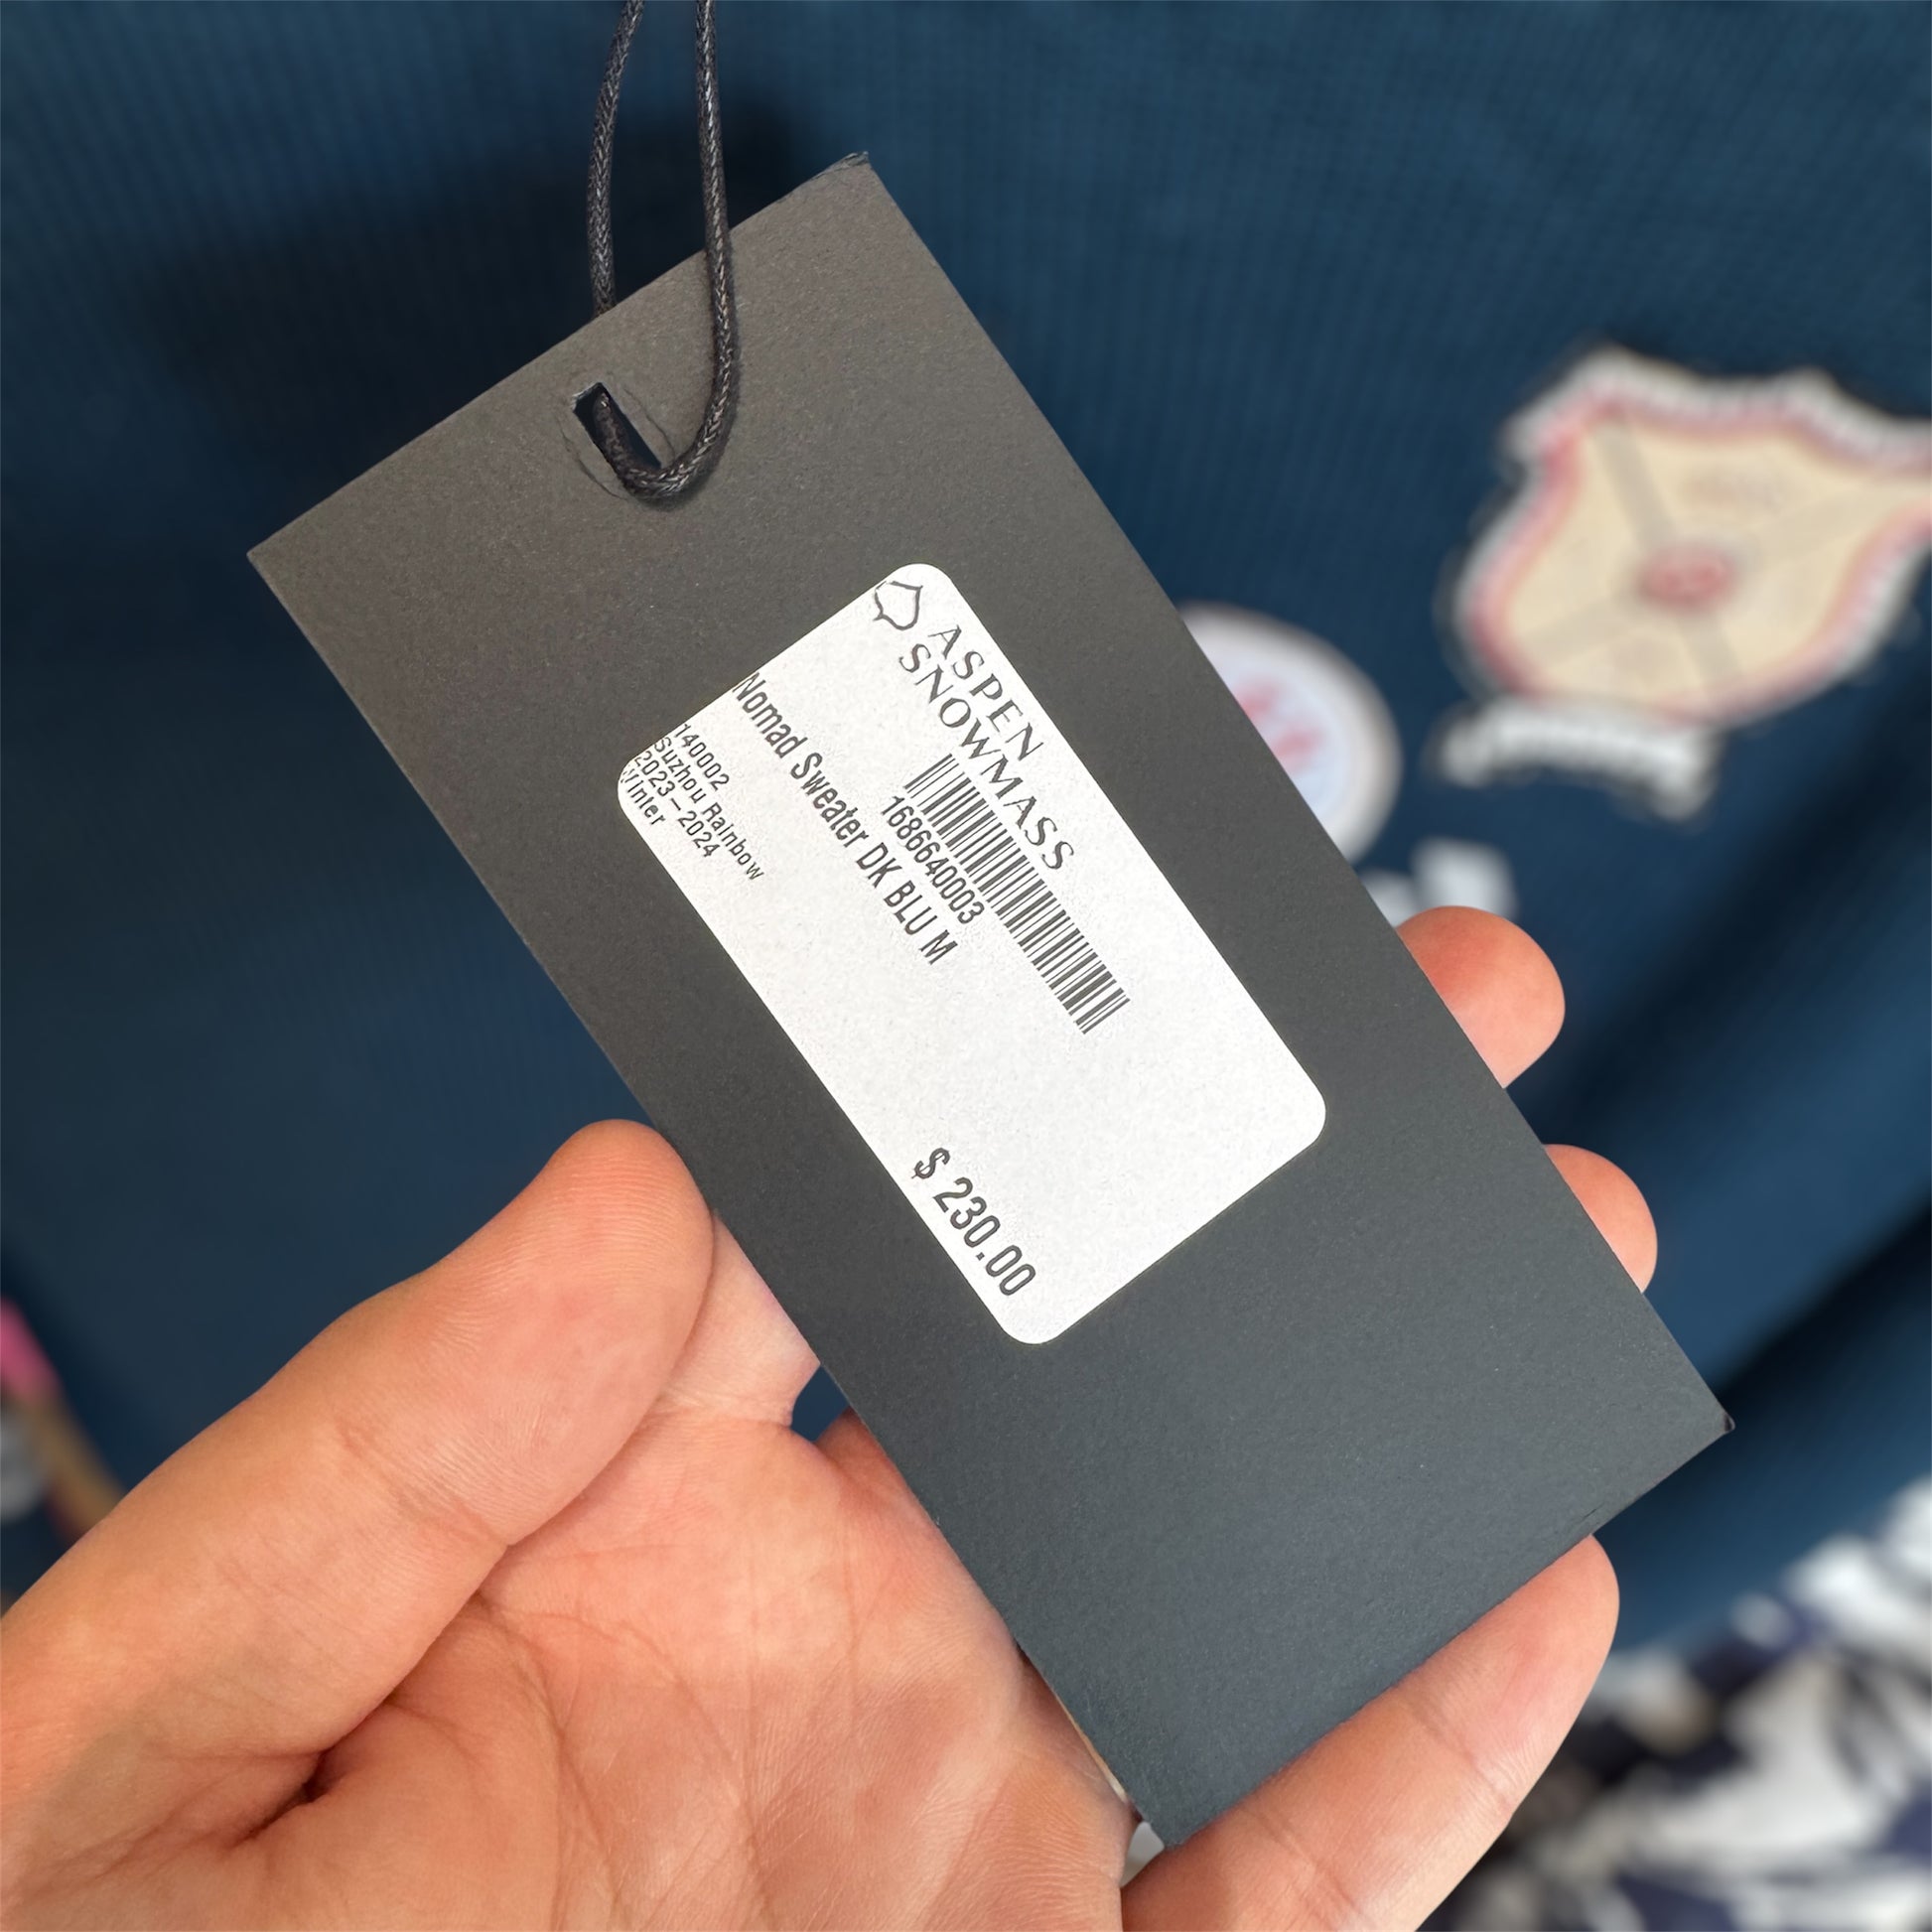 ASPEN
SNOWMASS
1686640003
Nomad Sweater DK BLU M
140002
Suzhou Rainbow
2023-2024
Winter
$ 230.00